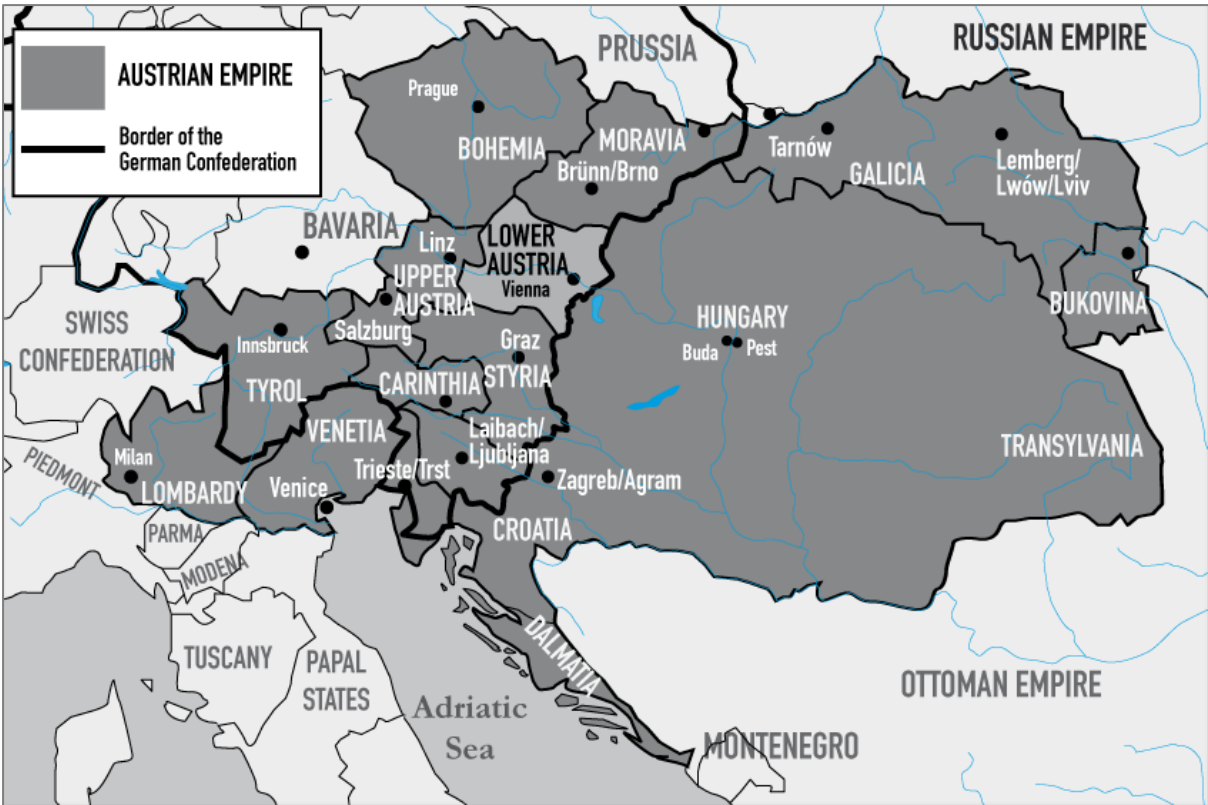 AUSTRIAN EMPIRE
Border of the
German Confederation
PRUSSIA
RUSSIAN EMPIRE
Prague
BOHEMIA
MORAVIA
Brünn/Brno
Tarnów
GALICIA
Lemberg/
Lwów/Lviv
BAVARIA
Linz
UPPER
AUSTRIA
LOWER
AUSTRIA
Vienna
BUKOVINA
SWISS
CONFEDERATION
Innsbruck
TYROL
Salzburg
Graz
STYRIA
CARINTHIA
HUNGARY
Buda
Pest
TRANSYLVANIA
PIEDMONT
Milan
LOMBARDY
VENETIA
Venice
Trieste/Trst
Laibach/
Ljubljana
Zagreb/Agram
CROATIA
PARMA
MODENA
TUSCANY
PAPAL
STATES
Adriatic
Sea
DALMATIA
OTTOMAN EMPIRE
MONTENEGRO